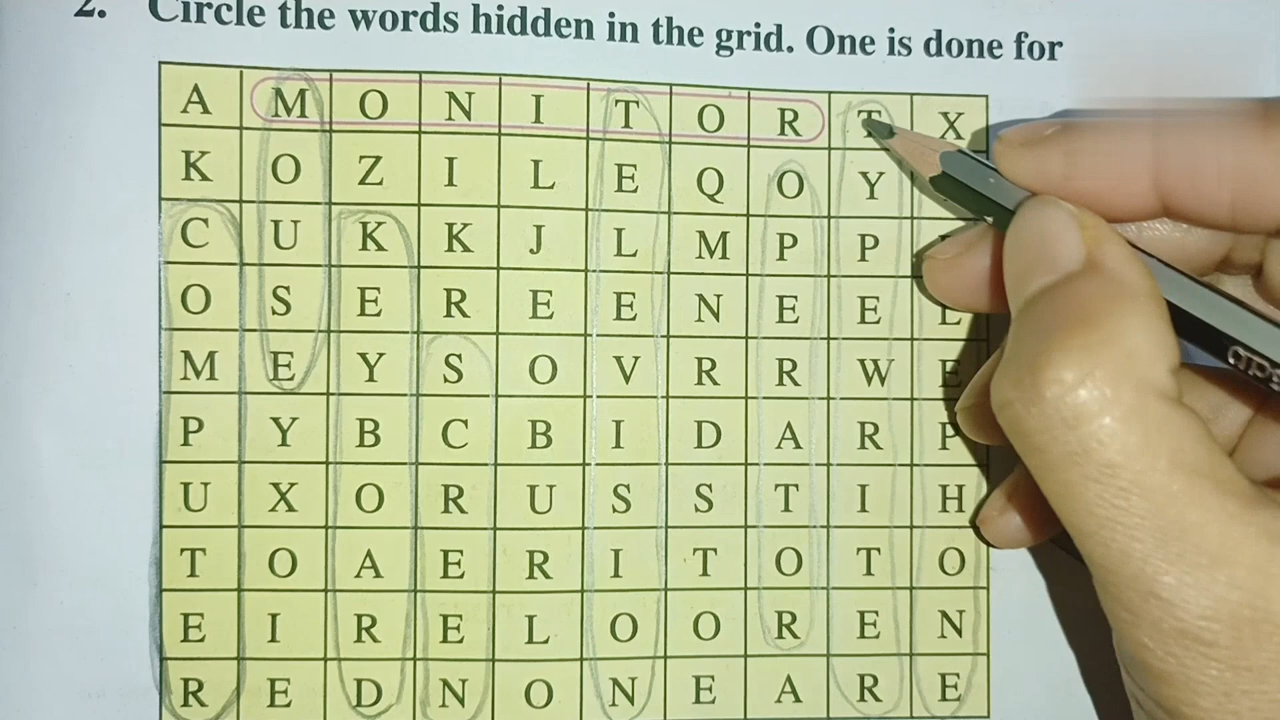 2. Circle the words hidden in the grid. One is done for
A M O N I T O R T X
K O Z I L E Q O Y
C U K K J L M P P
O S E R E E N E E L
M E Y S O V R R W E
P Y B C B I D A R P
U X O R U S S T I H
T O A E R I T O T O
E I R E L O O R E N
R E D N O N E A R E